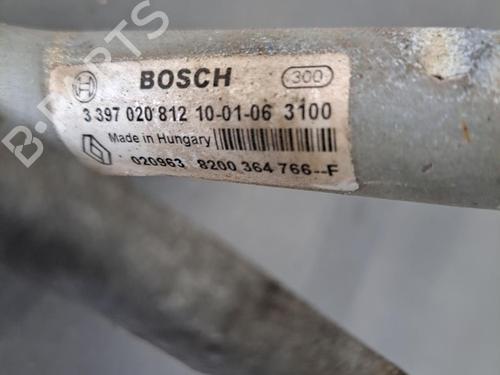 BOSCH 300
3 397 020 812 10-01-06 3100
Made in Hungary
020963 8200 364 766--F
B-PARTS